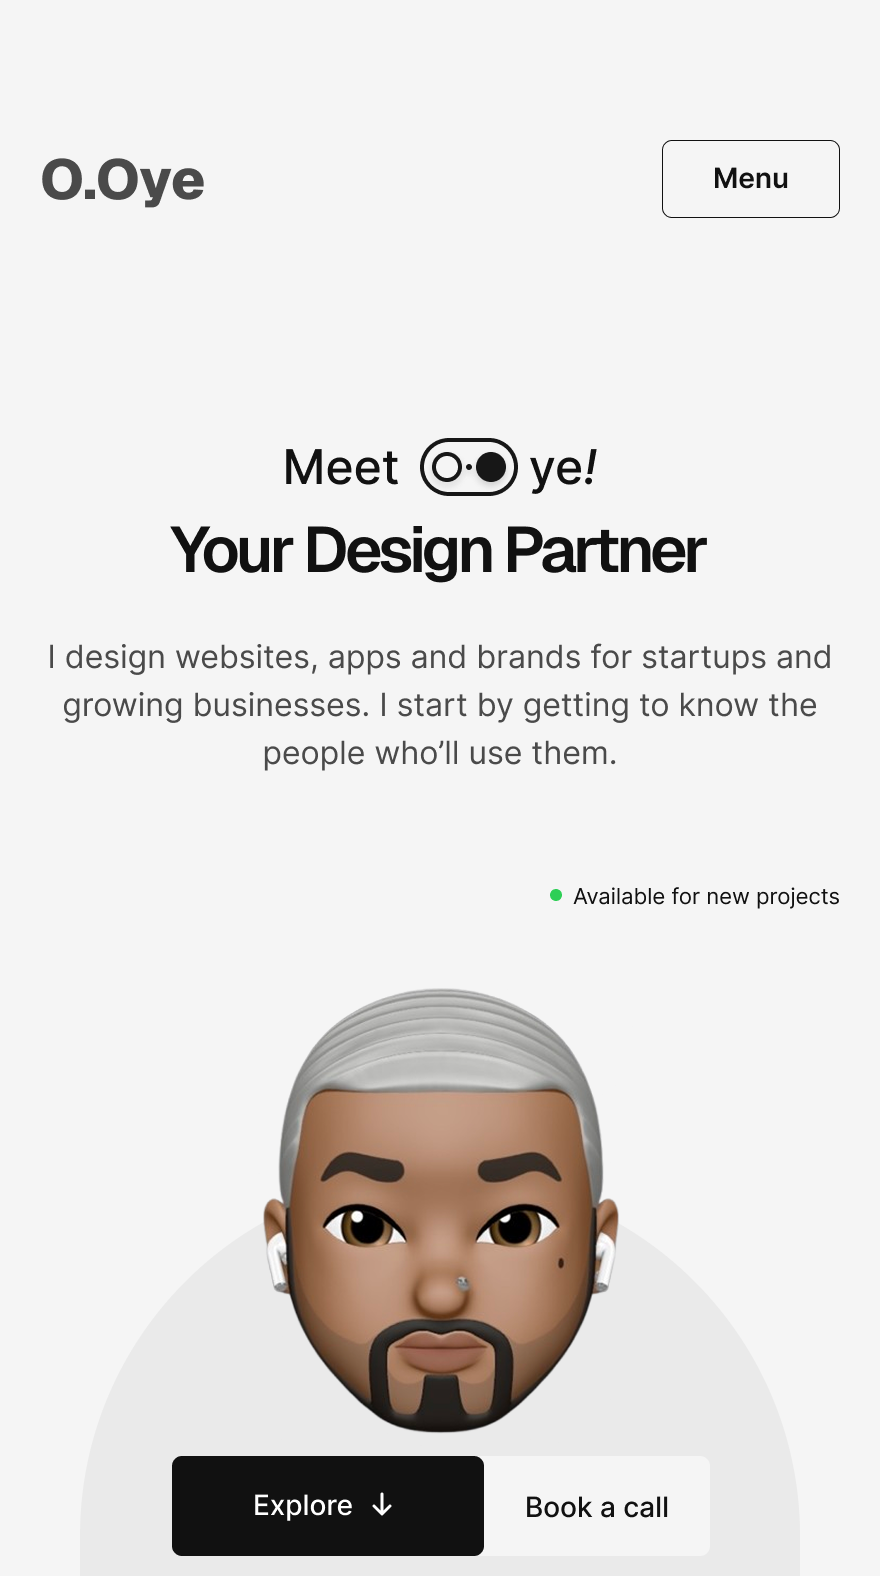 O.Oye
Menu
Meet O·●ye!
Your Design Partner
I design websites, apps and brands for startups and
growing businesses. I start by getting to know the
people who’ll use them.
Available for new projects
Explore ↓
Book a call